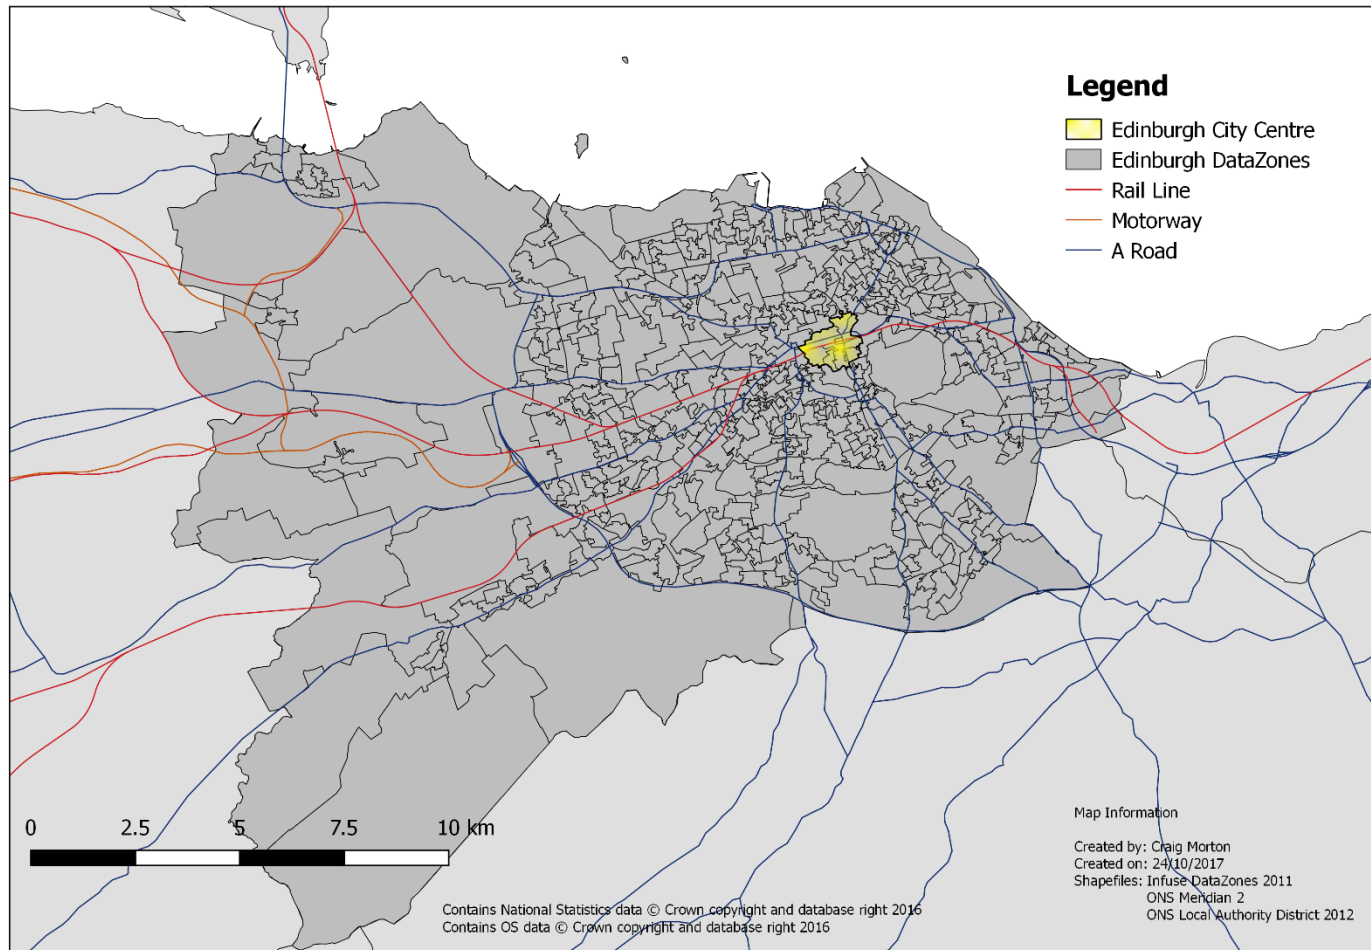 Legend
Edinburgh City Centre
Edinburgh DataZones
Rail Line
Motorway
A Road
0 2.5 5 7.5 10 km
Map Information
Created by: Craig Morton
Created on: 24/10/2017
Shapefiles: Infuse DataZones 2011
ONS Meridian 2
ONS Local Authority District 2012
Contains National Statistics data © Crown copyright and database right 2016
Contains OS data © Crown copyright and database right 2016